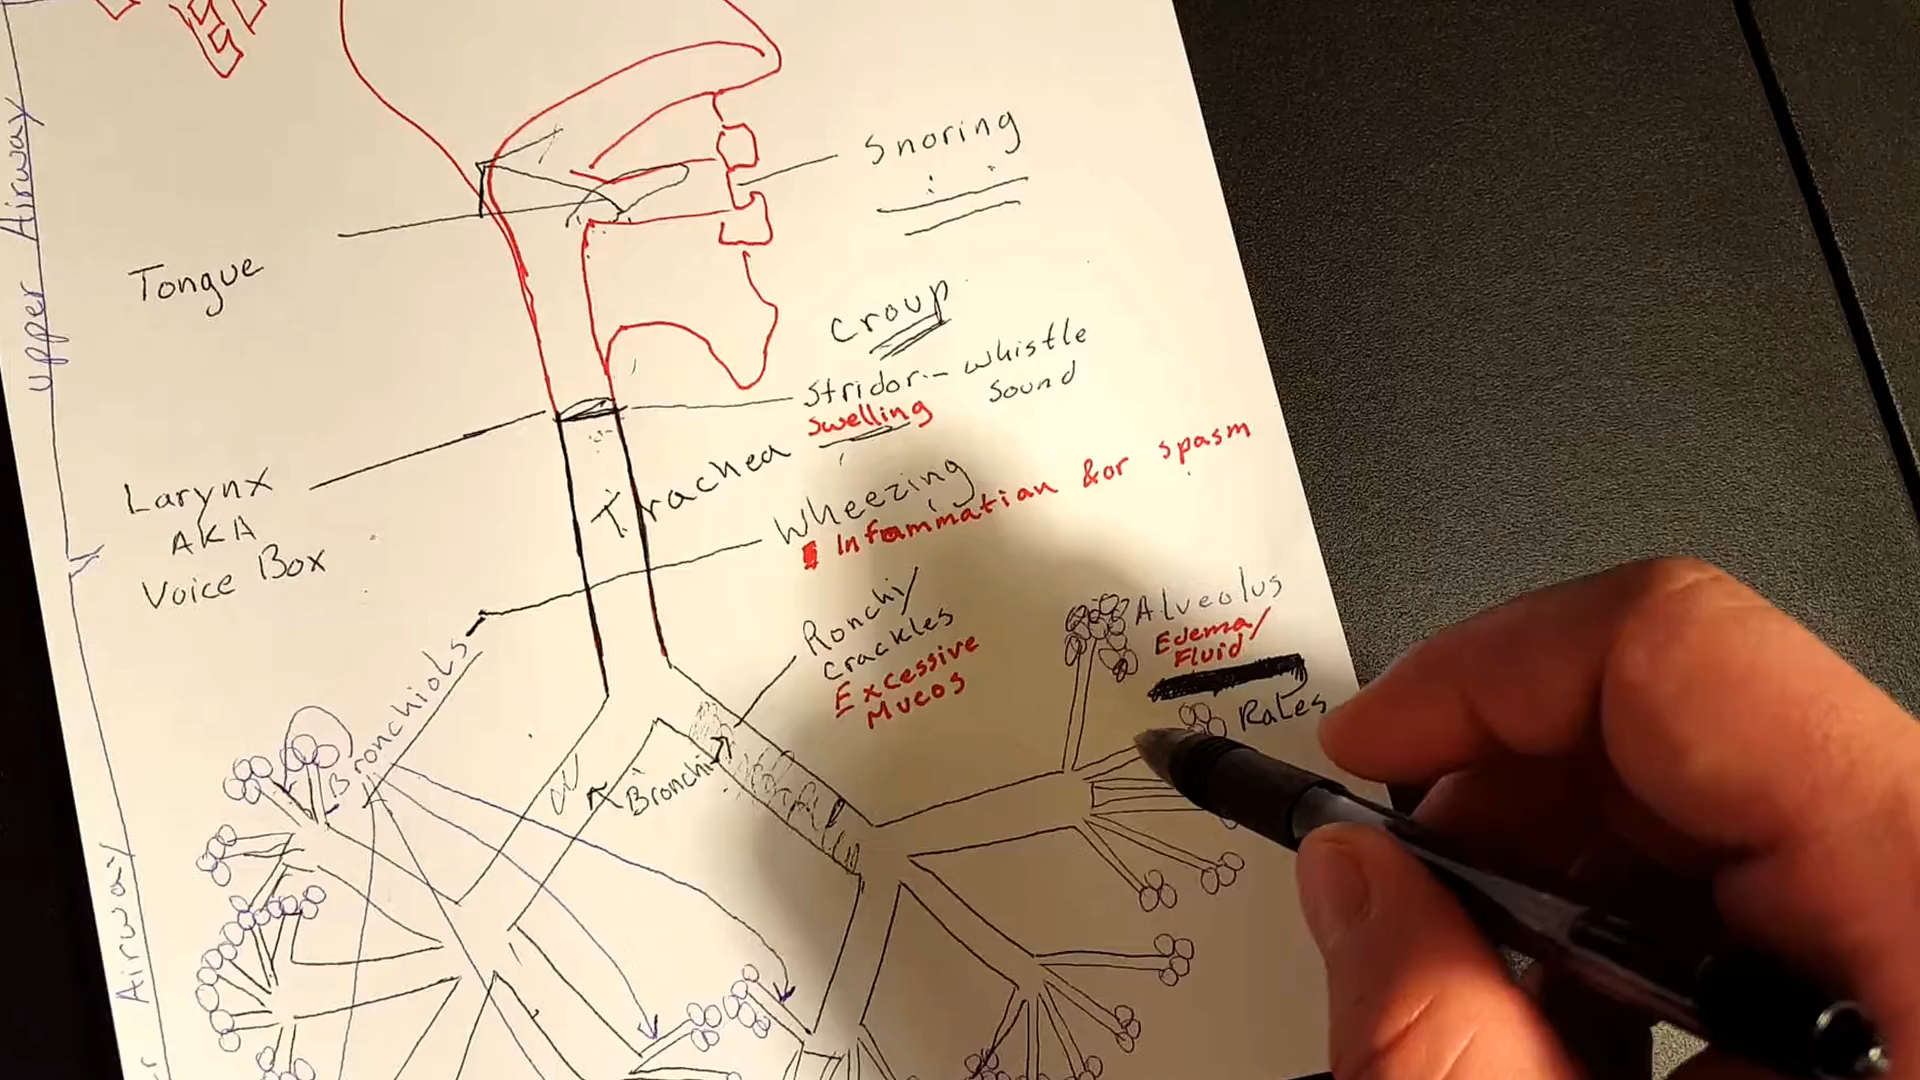 Upper Airway
Snoring
Tongue
Croup
Stridor-- whistle
Sound
Swelling
Larynx
AKA
Voice Box
Trachea
Wheezing
Infammation &or spasm
Ronchi/
Crackles
Excessive
Mucos
Alveolus
Edema/
Fluid
Rales
Bronchiols
Bronchi
Airway